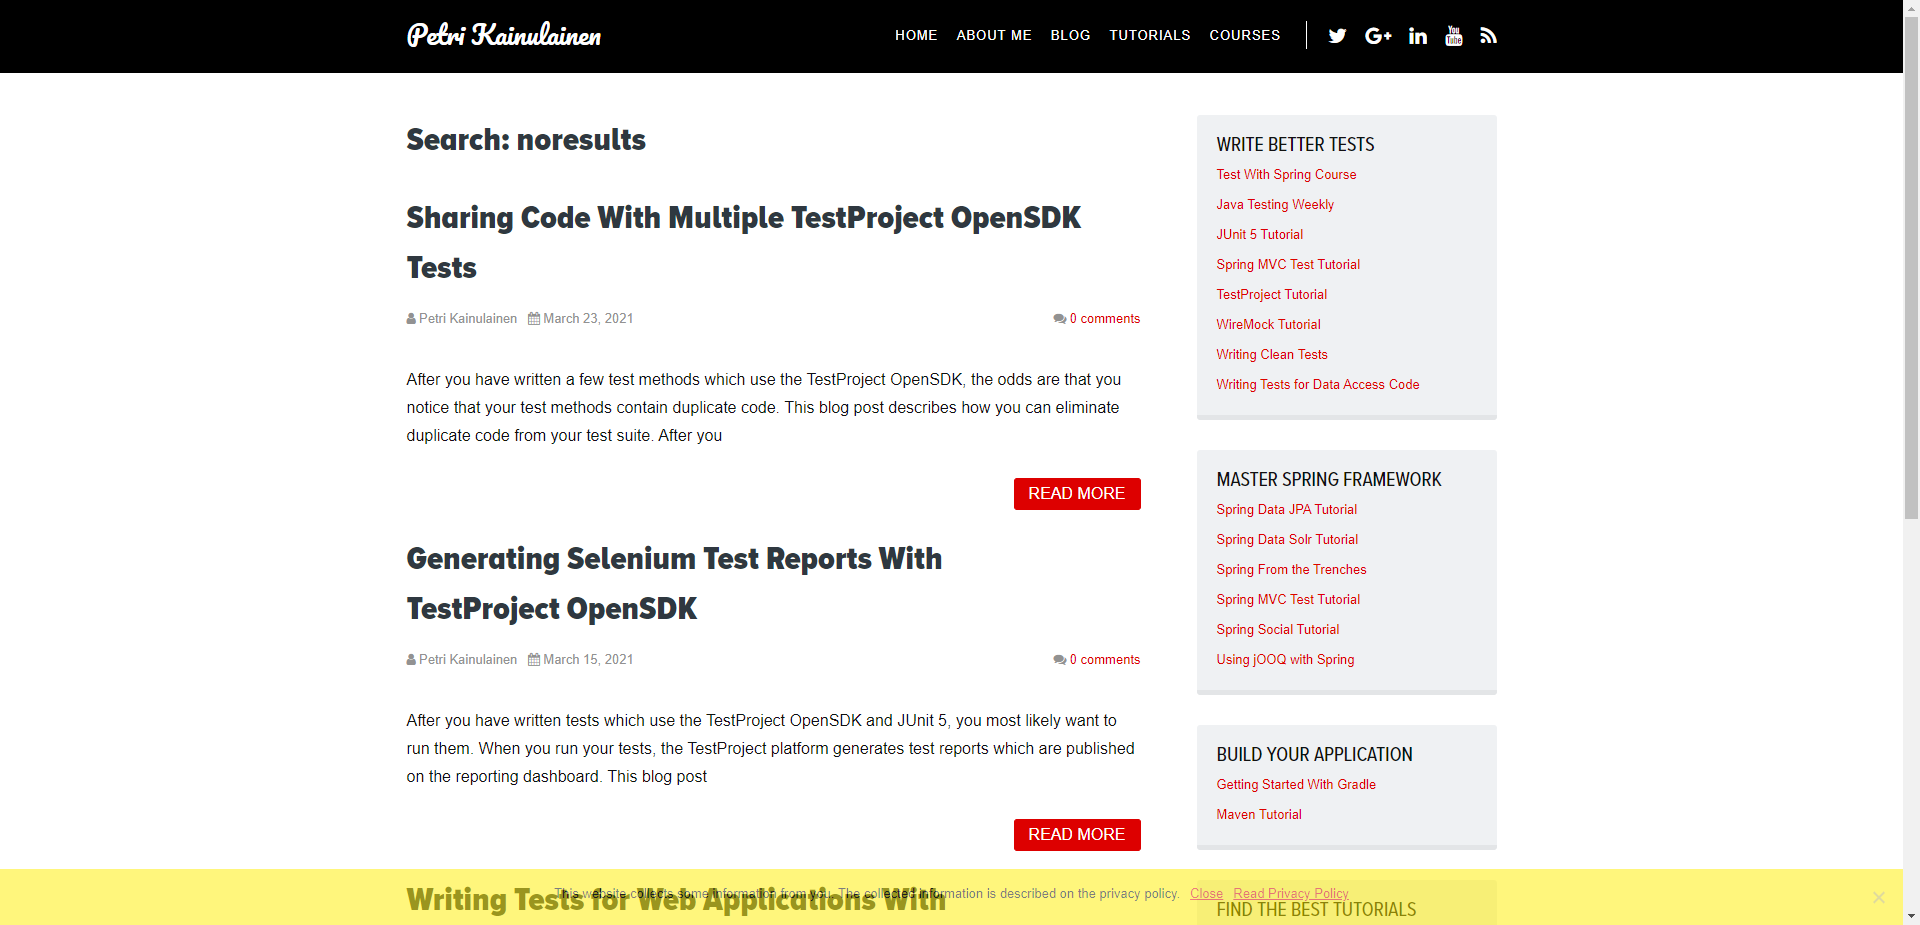 Petri Kainulainen
HOME ABOUT ME BLOG TUTORIALS COURSES
Search: noresults
Sharing Code With Multiple TestProject OpenSDK
Tests
Petri Kainulainen March 23, 2021 0 comments
After you have written a few test methods which use the TestProject OpenSDK, the odds are that you
notice that your test methods contain duplicate code. This blog post describes how you can eliminate
duplicate code from your test suite. After you
READ MORE
Generating Selenium Test Reports With
TestProject OpenSDK
Petri Kainulainen March 15, 2021 0 comments
After you have written tests which use the TestProject OpenSDK and JUnit 5, you most likely want to
run them. When you run your tests, the TestProject platform generates test reports which are published
on the reporting dashboard. This blog post
READ MORE
Writing Tests for Web Applications With
WRITE BETTER TESTS
Test With Spring Course
Java Testing Weekly
JUnit 5 Tutorial
Spring MVC Test Tutorial
TestProject Tutorial
WireMock Tutorial
Writing Clean Tests
Writing Tests for Data Access Code
MASTER SPRING FRAMEWORK
Spring Data JPA Tutorial
Spring Data Solr Tutorial
Spring From the Trenches
Spring MVC Test Tutorial
Spring Social Tutorial
Using jOOQ with Spring
BUILD YOUR APPLICATION
Getting Started With Gradle
Maven Tutorial
FIND THE BEST TUTORIALS
This website collects some information from you. The collected information is described on the privacy policy. Close Read Privacy Policy